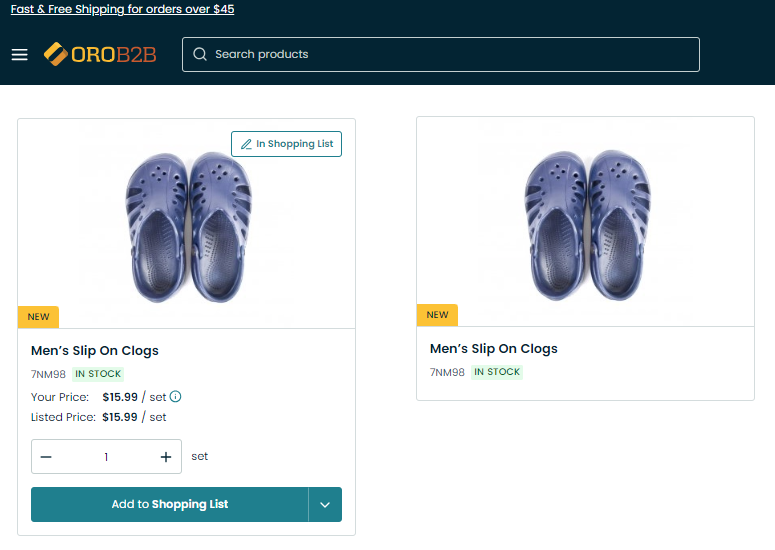 Fast & Free Shipping for orders over $45
OROB2B
Search products
In Shopping List
NEW
Men’s Slip On Clogs
7NM98 IN STOCK
Your Price: $15.99 / set
Listed Price: $15.99 / set
1 set
Add to Shopping List
NEW
Men’s Slip On Clogs
7NM98 IN STOCK